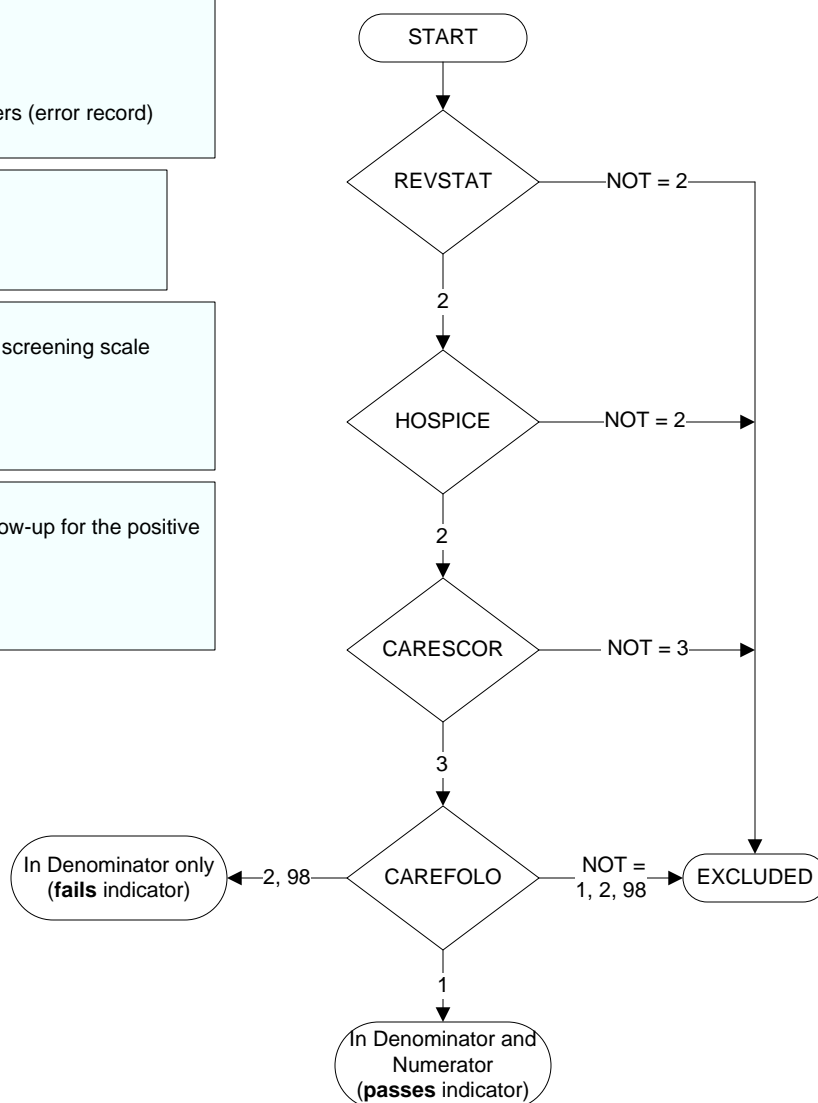 ers (error record)
screening scale
ow-up for the positive
START
REVSTAT
NOT = 2
2
HOSPICE
NOT = 2
2
CARESCOR
NOT = 3
3
In Denominator only
(fails indicator)
2, 98
CAREFOLO
NOT =
1, 2, 98
EXCLUDED
1
In Denominator and
Numerator
(passes indicator)